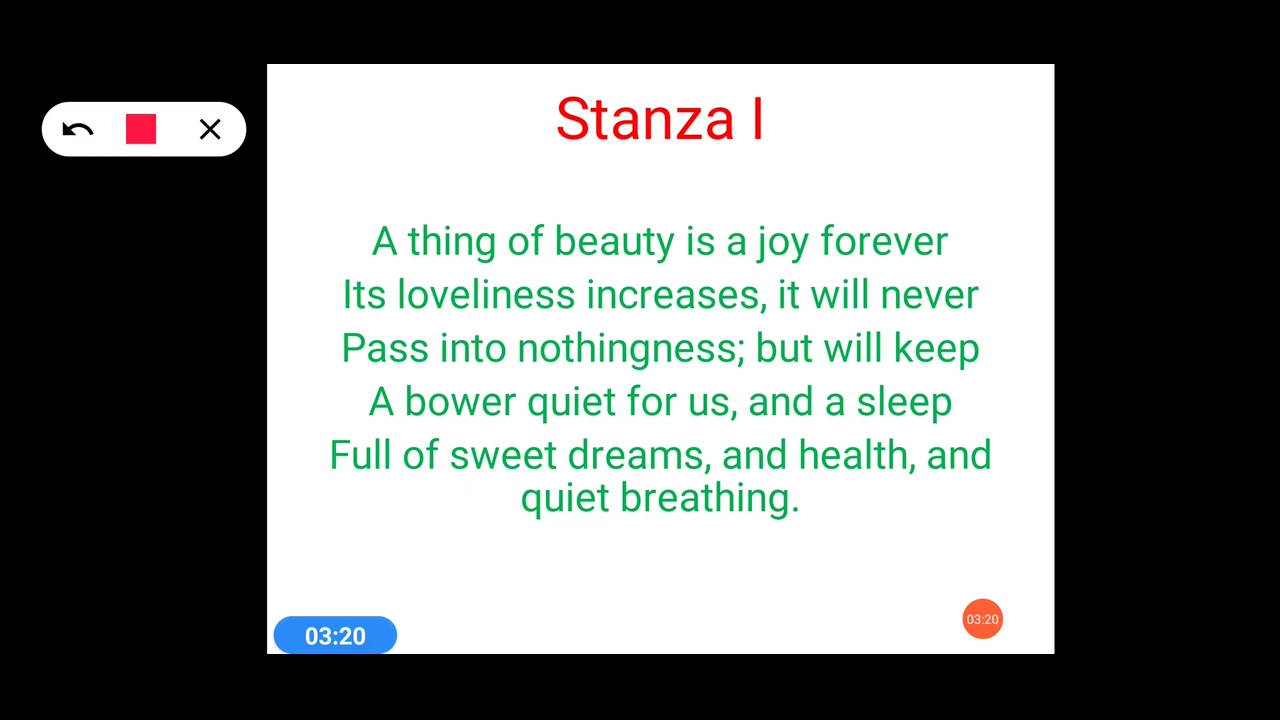 Stanza I
A thing of beauty is a joy forever
Its loveliness increases, it will never
Pass into nothingness; but will keep
A bower quiet for us, and a sleep
Full of sweet dreams, and health, and
quiet breathing.
03:20
03:20